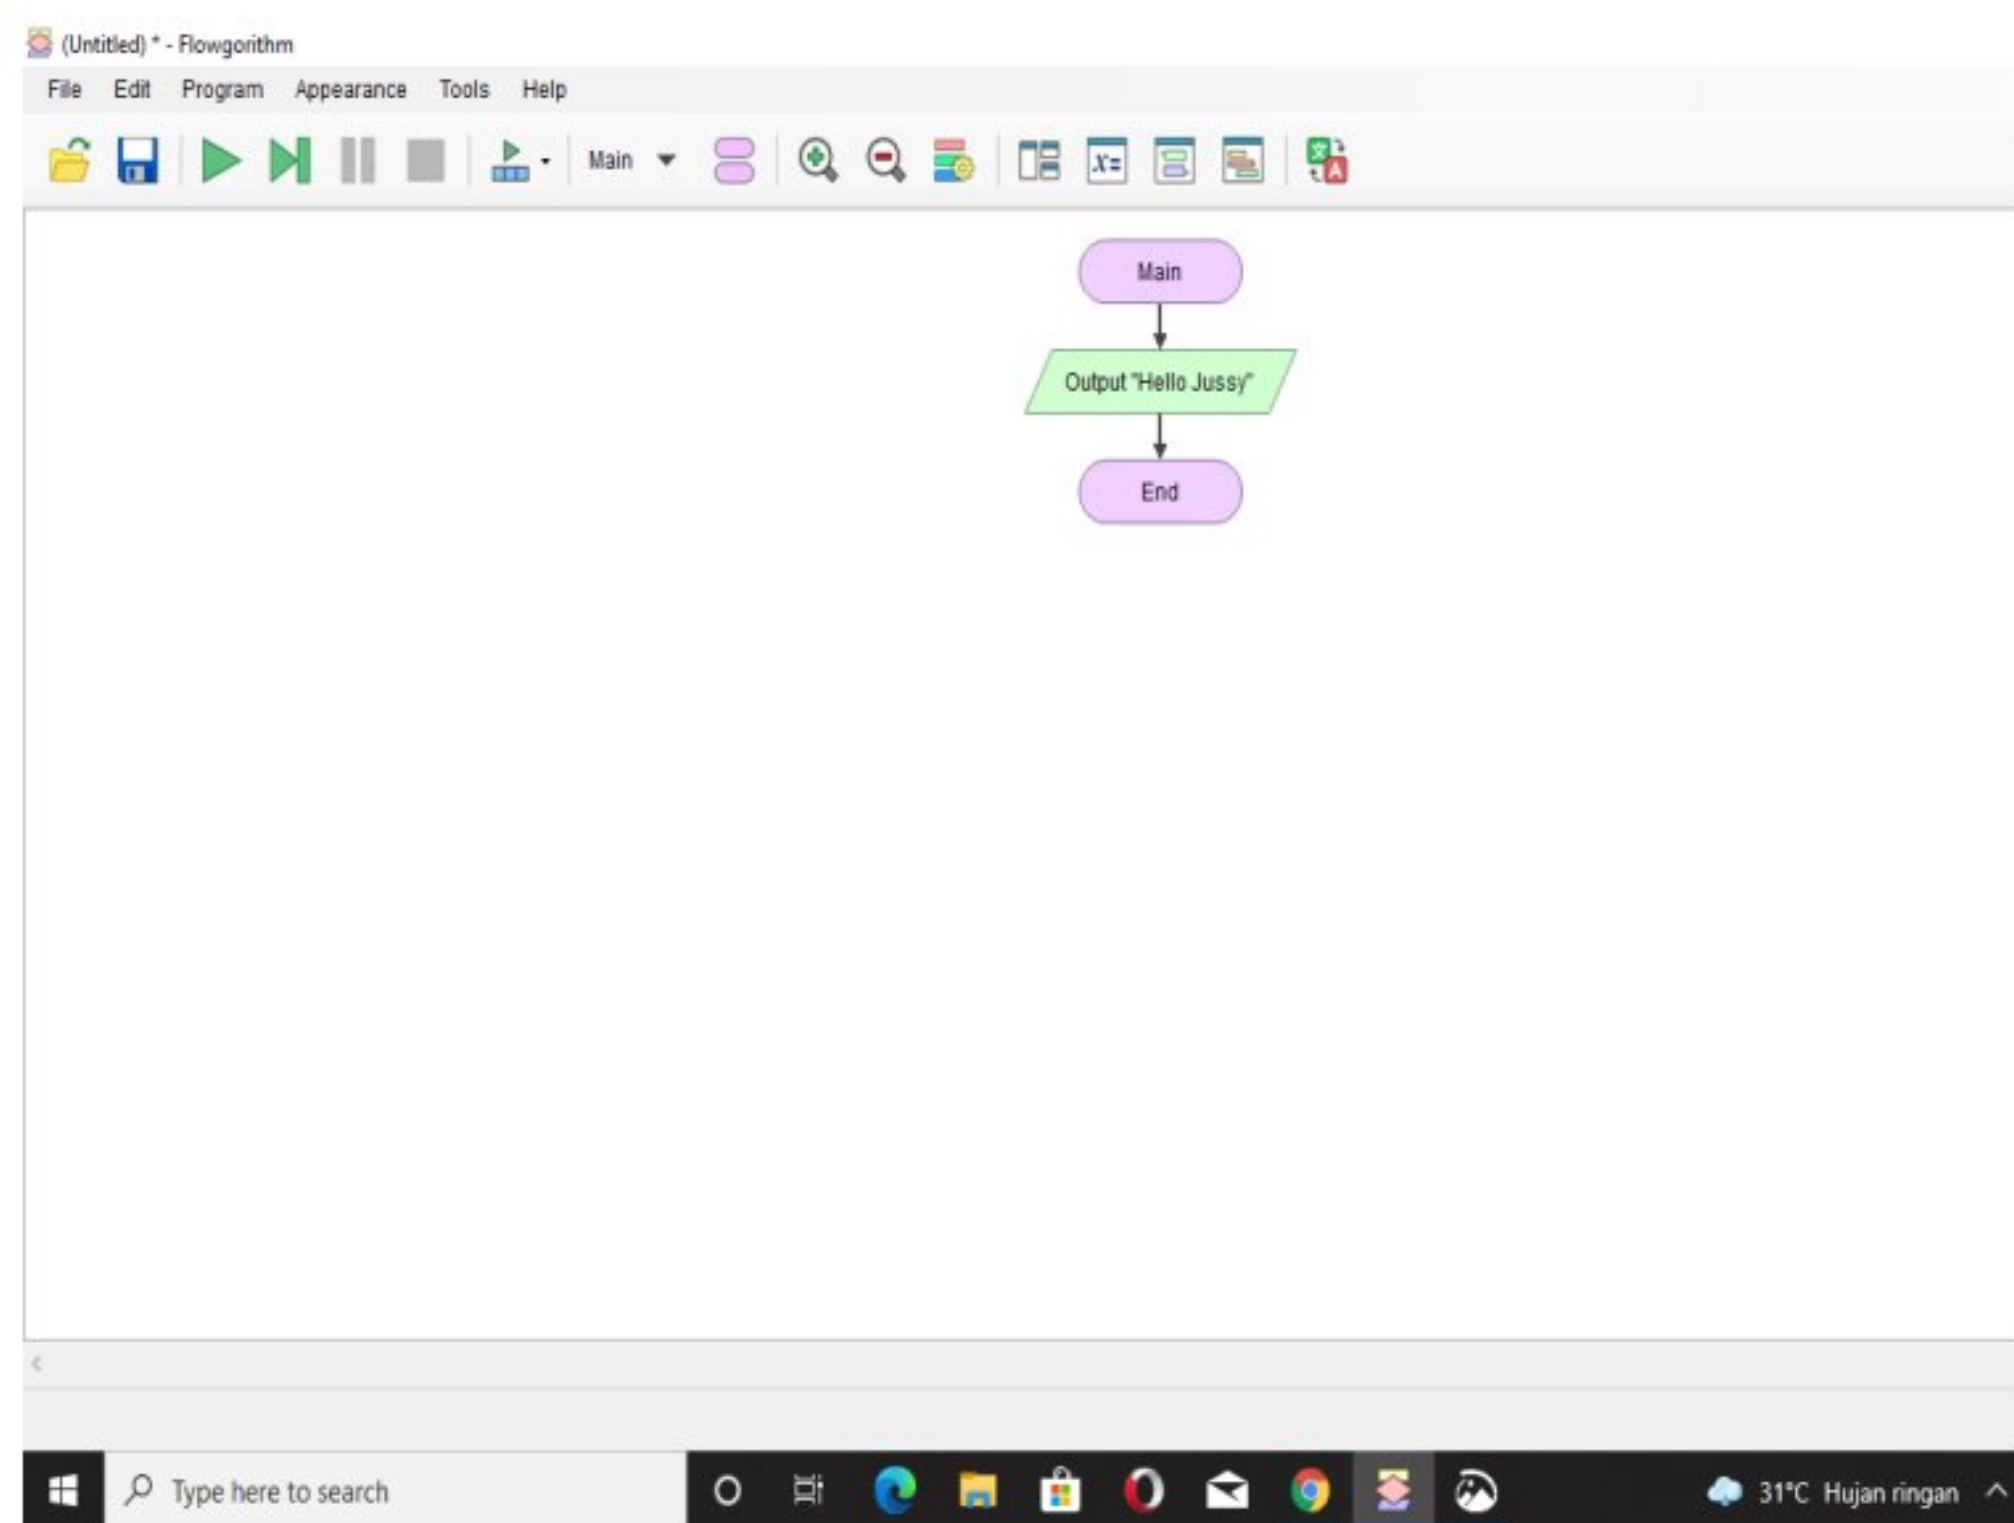 (Untitled) * - Flowgorithm
File Edit Program Appearance Tools Help
Main
x=
文
A
Main
Output "Hello Jussy"
End
Type here to search
31°C Hujan ringan